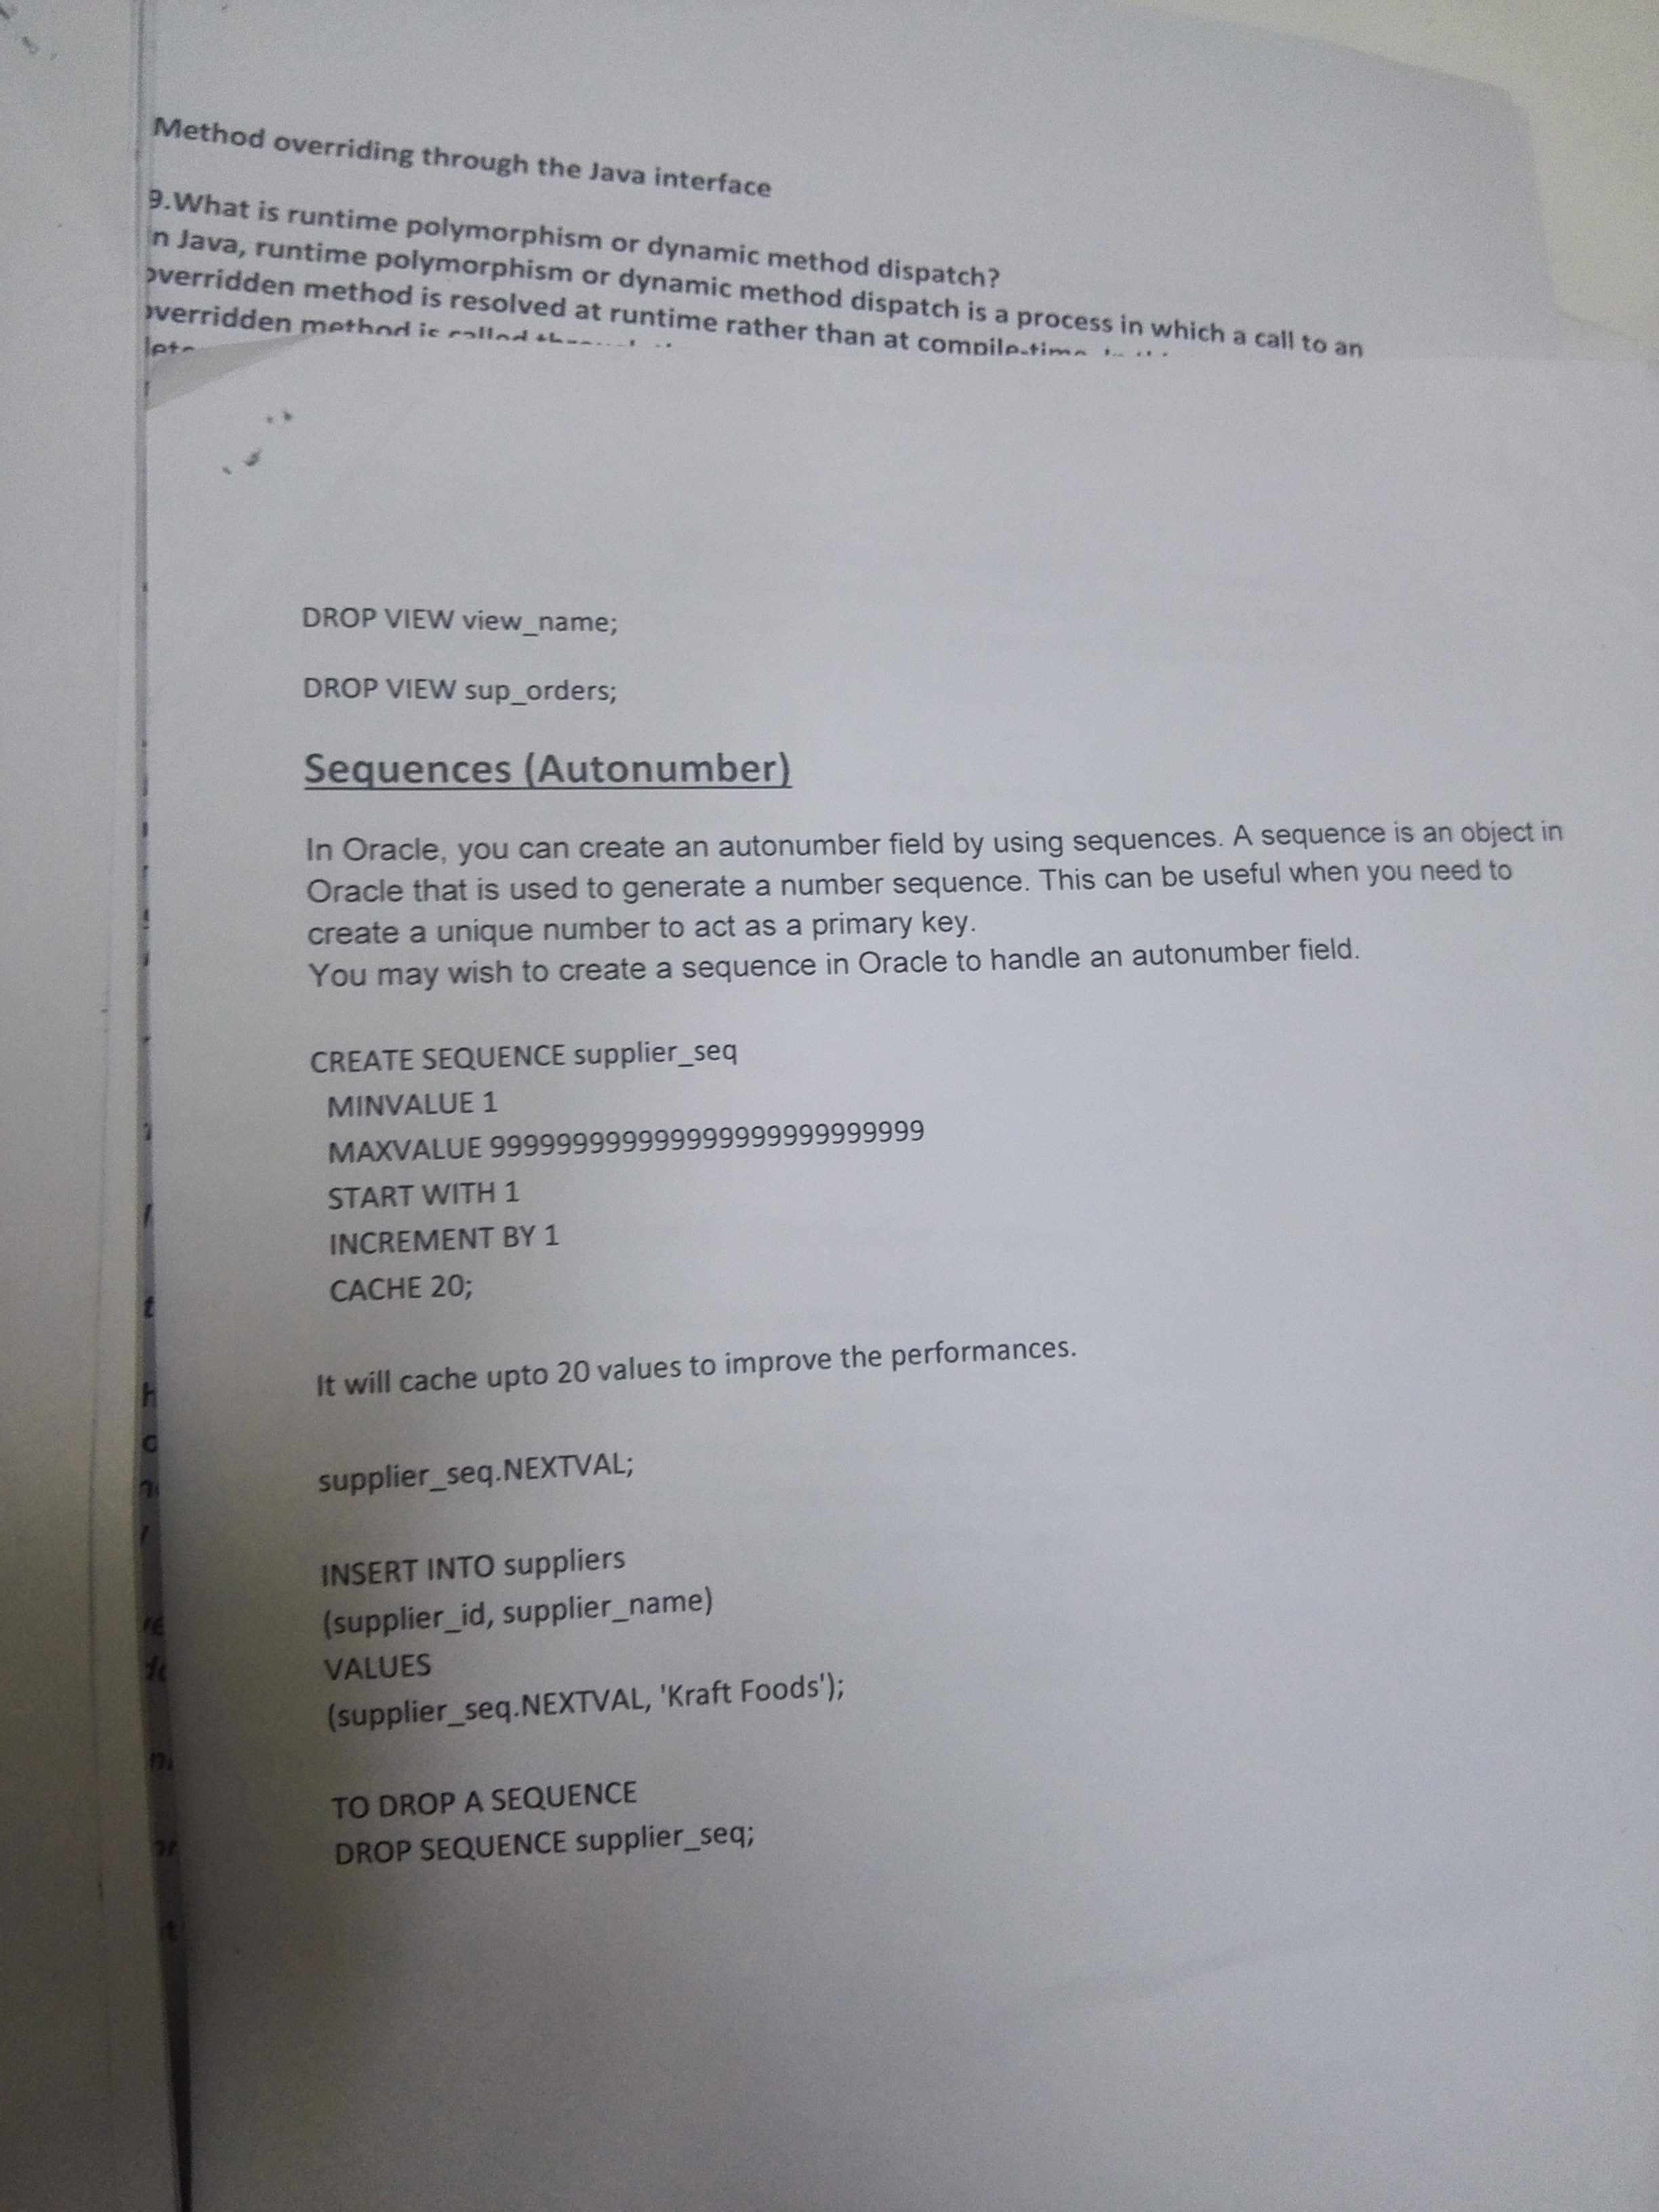 Method overriding through the Java interface
9.What is runtime polymorphism or dynamic method dispatch?
n Java, runtime polymorphism or dynamic method dispatch is a process in which a call to an
overridden method is resolved at runtime rather than at compile-time.
overridden method is called through
DROP VIEW view_name;
DROP VIEW sup_orders;
Sequences (Autonumber)
In Oracle, you can create an autonumber field by using sequences. A sequence is an object in
Oracle that is used to generate a number sequence. This can be useful when you need to
create a unique number to act as a primary key.
You may wish to create a sequence in Oracle to handle an autonumber field.
CREATE SEQUENCE supplier_seq
MINVALUE 1
MAXVALUE 999999999999999999999999999
START WITH 1
INCREMENT BY 1
CACHE 20;
It will cache upto 20 values to improve the performances.
supplier_seq.NEXTVAL;
INSERT INTO suppliers
(supplier_id, supplier_name)
VALUES
(supplier_seq.NEXTVAL, 'Kraft Foods');
TO DROP A SEQUENCE
DROP SEQUENCE supplier_seq;